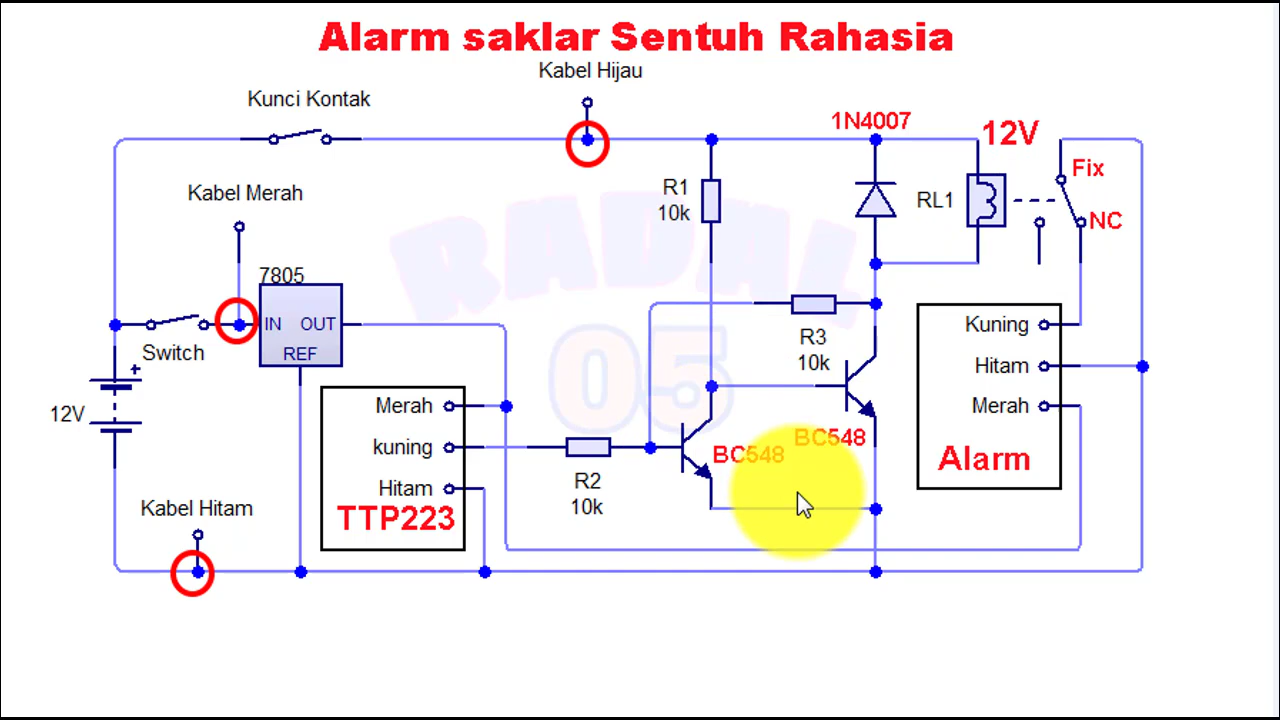 Alarm saklar Sentuh Rahasia
Kabel Hijau
Kunci Kontak
1N4007
12V
Fix
Kabel Merah
R1
10k
RL1
NC
RADAL
05
7805
IN OUT
REF
Switch
R3
10k
Kuning
Hitam
Merah
Alarm
+
12V
Merah
kuning
Hitam
TTP223
BC548
BC548
R2
10k
Kabel Hitam